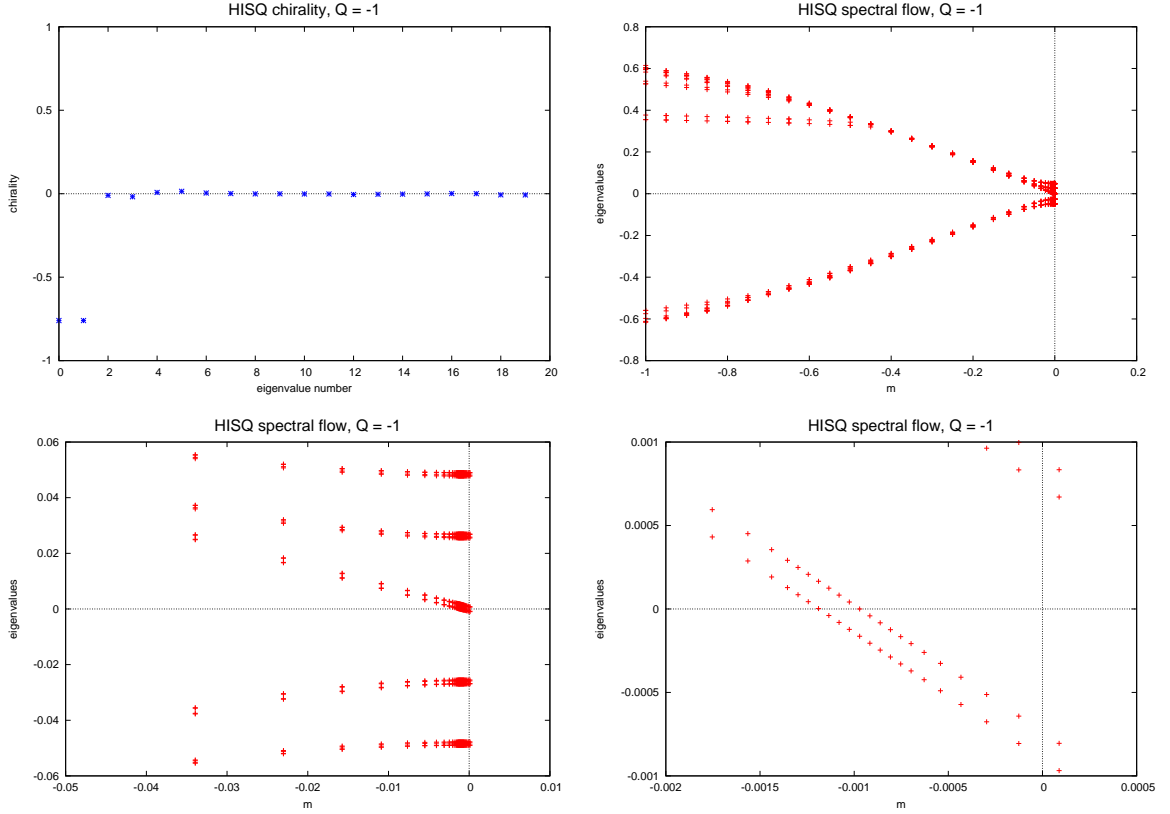 HISQ chirality, Q = -1
1
0.5
0
-0.5
-1
chirality
0 2 4 6 8 10 12 14 16 18 20
eigenvalue number
HISQ spectral flow, Q = -1
0.8
0.6
0.4
0.2
0
-0.2
-0.4
-0.6
-0.8
eigenvalues
-1 -0.8 -0.6 -0.4 -0.2 0 0.2
m
HISQ spectral flow, Q = -1
0.06
0.04
0.02
0
-0.02
-0.04
-0.06
eigenvalues
-0.05 -0.04 -0.03 -0.02 -0.01 0 0.01
m
HISQ spectral flow, Q = -1
0.001
0.0005
0
-0.0005
-0.001
eigenvalues
-0.002 -0.0015 -0.001 -0.0005 0 0.0005
m